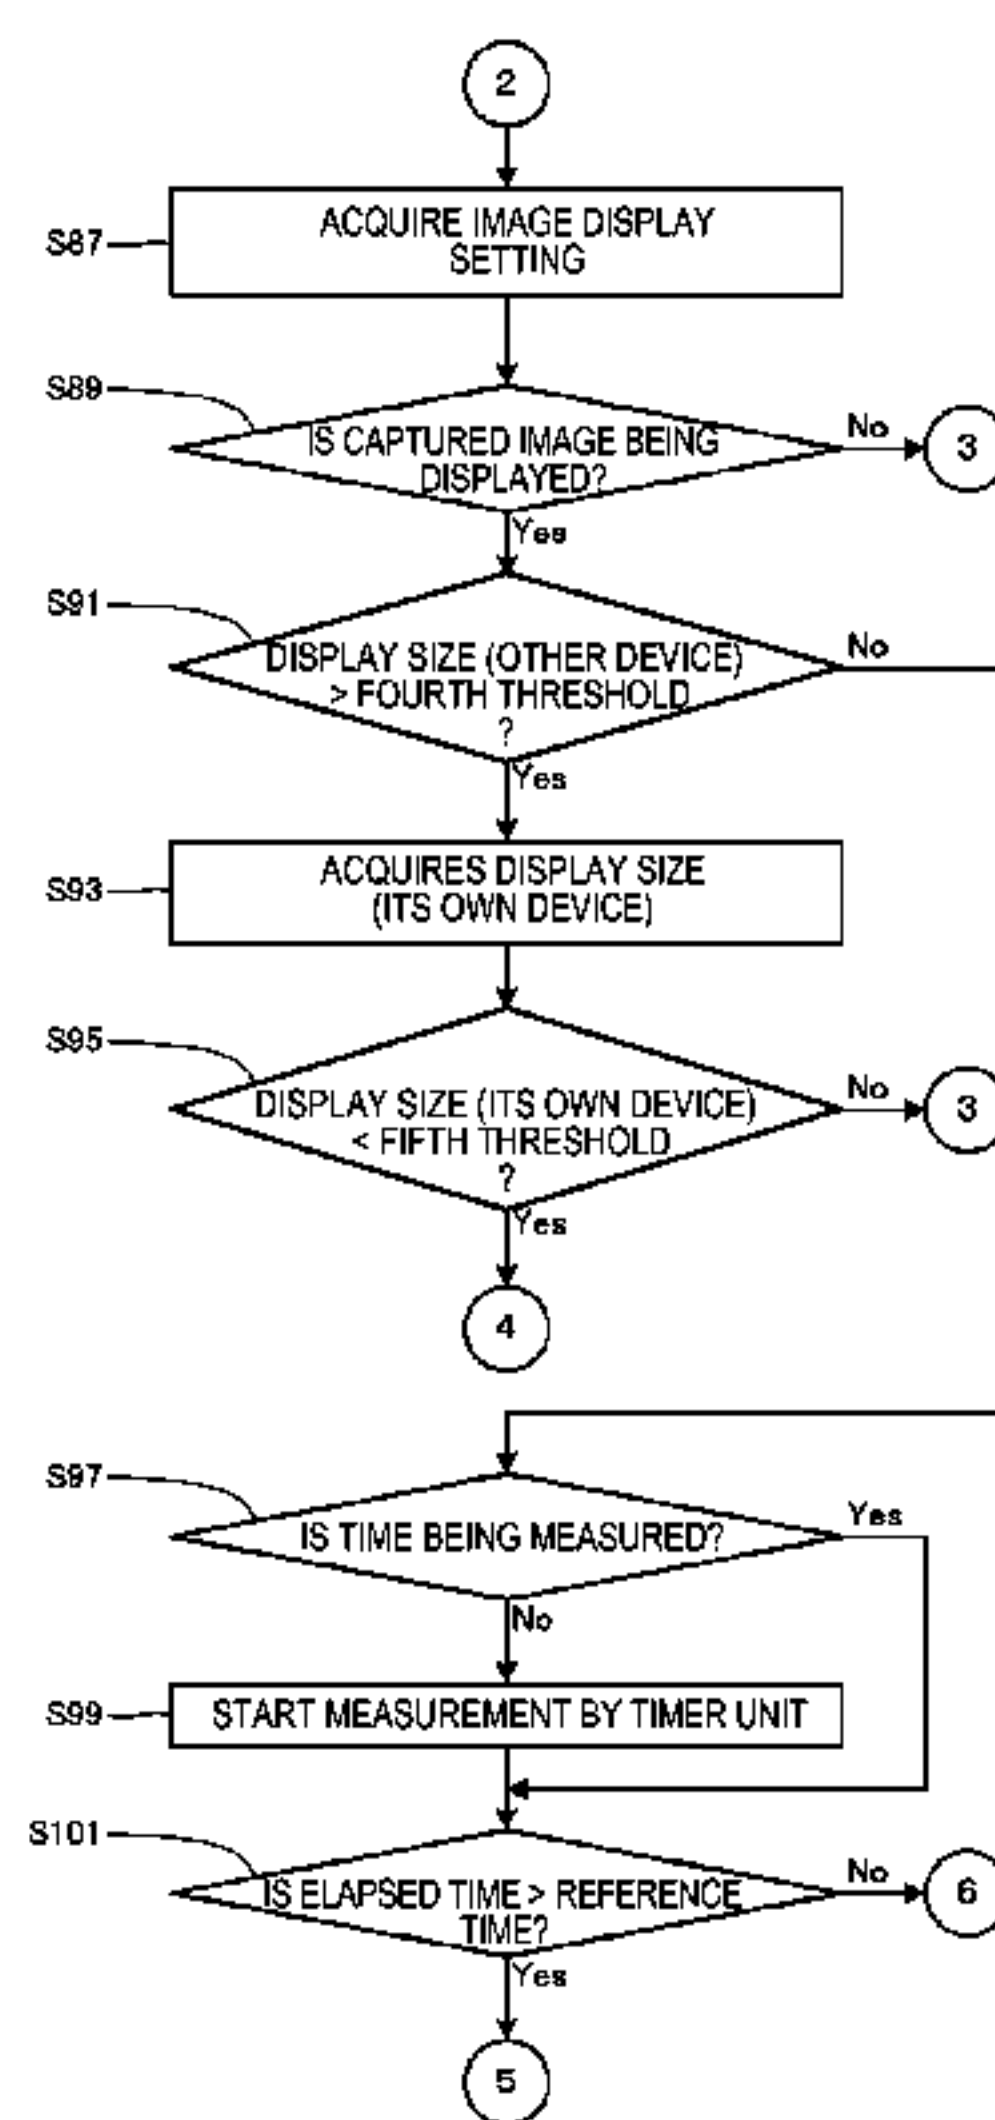 2
S87
ACQUIRE IMAGE DISPLAY
SETTING
S89
IS CAPTURED IMAGE BEING
DISPLAYED?
No
3
Yes
S91
DISPLAY SIZE (OTHER DEVICE)
> FOURTH THRESHOLD
?
No
Yes
S93
ACQUIRES DISPLAY SIZE
(ITS OWN DEVICE)
S95
DISPLAY SIZE (ITS OWN DEVICE)
< FIFTH THRESHOLD
?
No
3
Yes
4
S97
IS TIME BEING MEASURED?
Yes
No
S99
START MEASUREMENT BY TIMER UNIT
S101
IS ELAPSED TIME > REFERENCE
TIME?
No
6
Yes
5